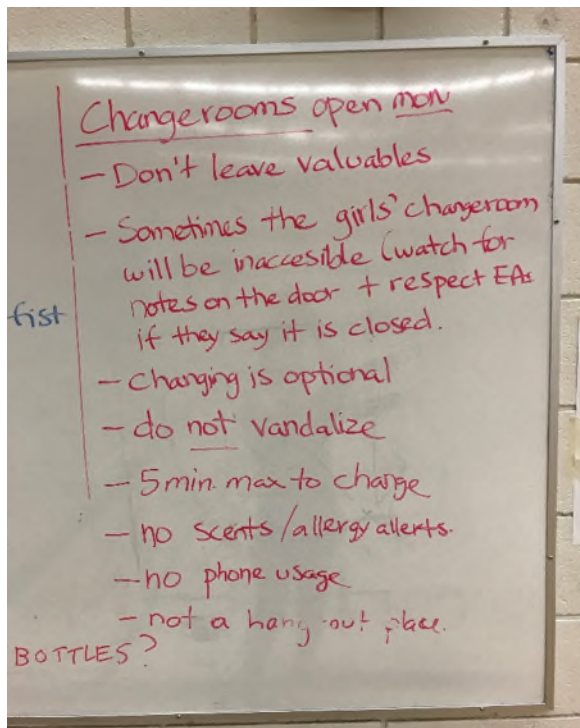 Changerooms open mon
- Don't leave valuables
- Sometimes the girls' changeroom
will be inaccesible (watch for
notes on the door + respect EAs
if they say it is closed.
fist
- changing is optional
- do not vandalize
- 5 min. max to change
- no scents/allergy allerts.
- no phone usage
- not a hang out place.
BOTTLES?